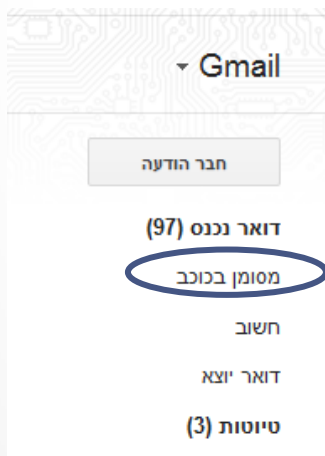 Gmail
חבר הודעה
דואר נכנס (97)
מסומן בכוכב
חשוב
דואר יוצא
טיוטות (3)